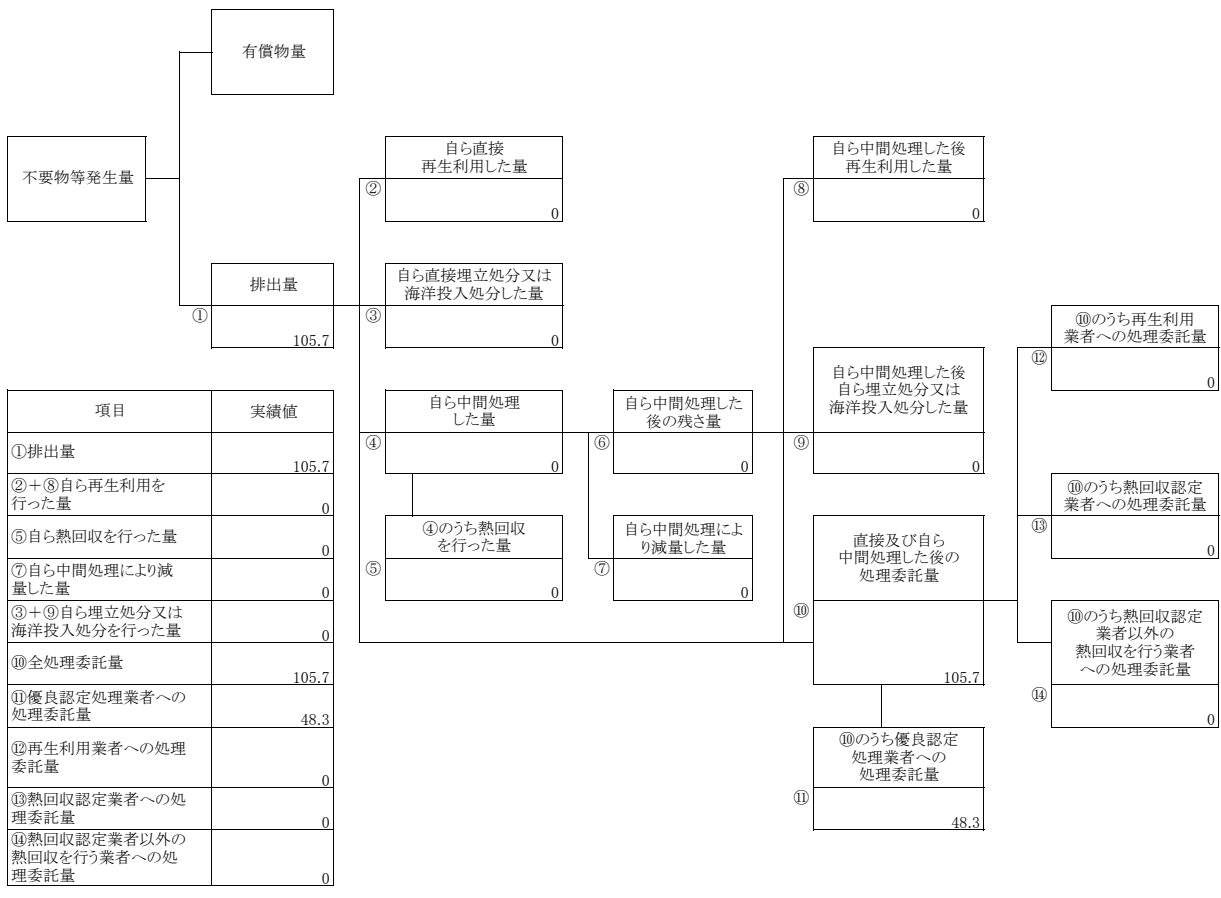 有償物量
不要物等発生量
排出量
①
105.7
自ら直接
再生利用した量
②
0
自ら直接埋立処分又は
海洋投入処分した量
③
0
自ら中間処理
した量
④
0
④のうち熱回収
を行った量
⑤
0
自ら中間処理した
後の残さ量
⑥
0
自ら中間処理によ
り減量した量
⑦
0
自ら中間処理した後
再生利用した量
⑧
0
自ら中間処理した後
自ら埋立処分又は
海洋投入処分した量
⑨
0
直接及び自ら
中間処理した後の
処理委託量
⑩
105.7
⑩のうち優良認定
処理業者への
処理委託量
⑪
48.3
⑩のうち再生利用
業者への処理委託量
⑫
0
⑩のうち熱回収認定
業者への処理委託量
⑬
0
⑩のうち熱回収認定
業者以外の
熱回収を行う業者
への処理委託量
⑭
0
項目 実績値
①排出量
105.7
②＋⑧自ら再生利用を
行った量
0
⑤自ら熱回収を行った量
0
⑦自ら中間処理により減
量した量
0
③＋⑨自ら埋立処分又は
海洋投入処分を行った量
0
⑩全処理委託量
105.7
⑪優良認定処理業者への
処理委託量
48.3
⑫再生利用業者への処理
委託量
0
⑬熱回収認定業者への処
理委託量
0
⑭熱回収認定業者以外の
熱回収を行う業者への処
理委託量
0